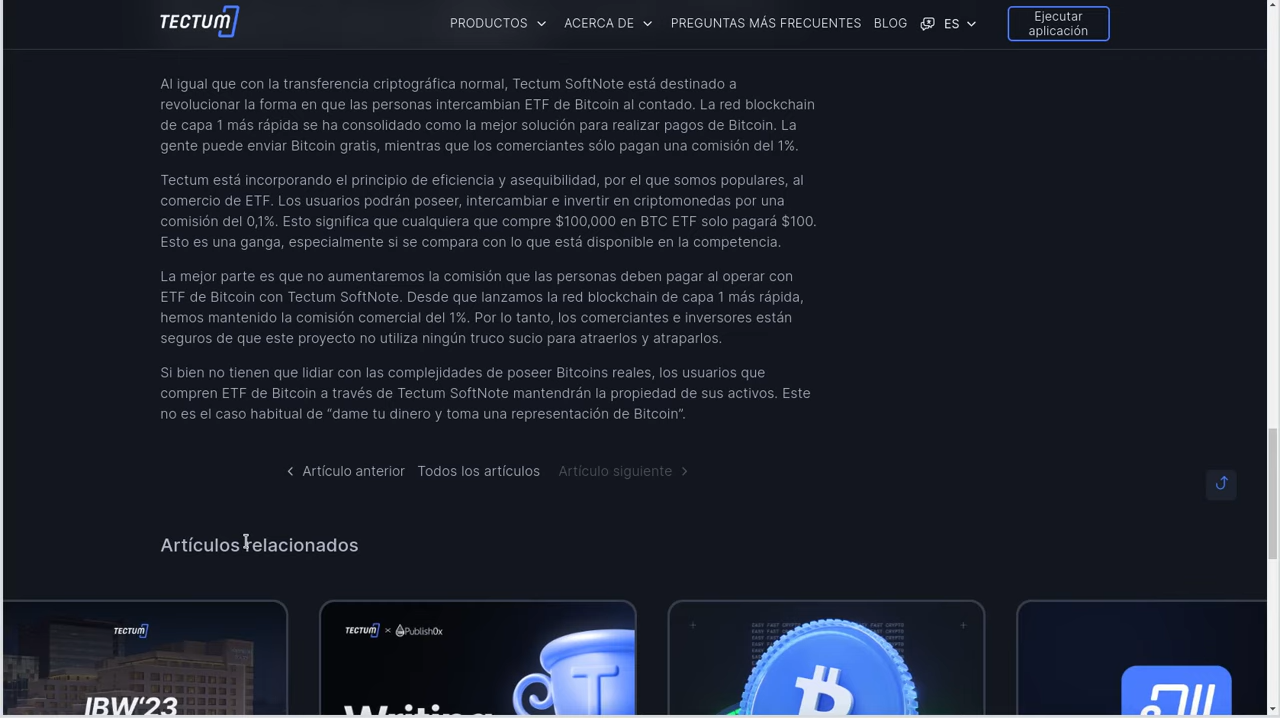 TECTUM
PRODUCTOS
ACERCA DE
PREGUNTAS MÁS FRECUENTES
BLOG
ES
Ejecutar
aplicación
Al igual que con la transferencia criptográfica normal, Tectum SoftNote está destinado a
revolucionar la forma en que las personas intercambian ETF de Bitcoin al contado. La red blockchain
de capa 1 más rápida se ha consolidado como la mejor solución para realizar pagos de Bitcoin. La
gente puede enviar Bitcoin gratis, mientras que los comerciantes sólo pagan una comisión del 1%.
Tectum está incorporando el principio de eficiencia y asequibilidad, por el que somos populares, al
comercio de ETF. Los usuarios podrán poseer, intercambiar e invertir en criptomonedas por una
comisión del 0,1%. Esto significa que cualquiera que compre $100,000 en BTC ETF solo pagará $100.
Esto es una ganga, especialmente si se compara con lo que está disponible en la competencia.
La mejor parte es que no aumentaremos la comisión que las personas deben pagar al operar con
ETF de Bitcoin con Tectum SoftNote. Desde que lanzamos la red blockchain de capa 1 más rápida,
hemos mantenido la comisión comercial del 1%. Por lo tanto, los comerciantes e inversores están
seguros de que este proyecto no utiliza ningún truco sucio para atraerlos y atraparlos.
Si bien no tienen que lidiar con las complejidades de poseer Bitcoins reales, los usuarios que
compren ETF de Bitcoin a través de Tectum SoftNote mantendrán la propiedad de sus activos. Este
no es el caso habitual de “dame tu dinero y toma una representación de Bitcoin”.
Artículo anterior
Todos los artículos
Artículo siguiente
Artículos relacionados
TECTUM
IBW'23
TECTUM × Publish0x
Writing
T
EASY FAST CRYPTO